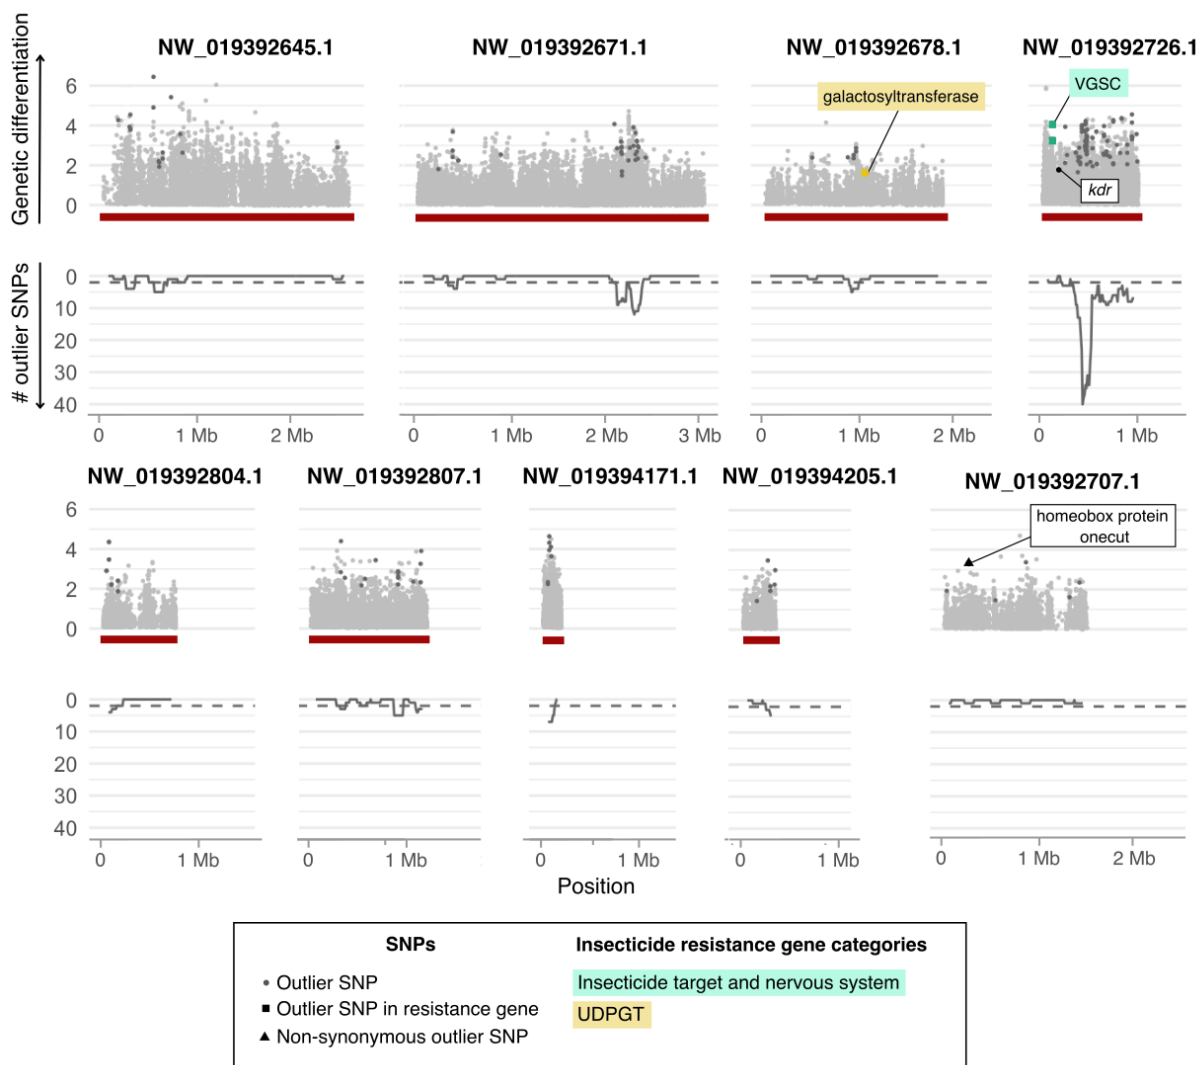 Genetic differentiation
NW_019392645.1
NW_019392671.1
NW_019392678.1
NW_019392726.1
6
4
2
0
galactosyltransferase
VGSC
kdr
# outlier SNPs
0
10
20
30
40
0 1 Mb 2 Mb
0 1 Mb 2 Mb 3 Mb
0 1 Mb 2 Mb
0 1 Mb
NW_019392804.1
NW_019392807.1
NW_019394171.1
NW_019394205.1
NW_019392707.1
6
4
2
0
homeobox protein
onecut
0
10
20
30
40
0 1 Mb
0 1 Mb
0 1 Mb
0 1 Mb
0 1 Mb 2 Mb
Position
SNPs
Outlier SNP
Outlier SNP in resistance gene
Non-synonymous outlier SNP
Insecticide resistance gene categories
Insecticide target and nervous system
UDPGT